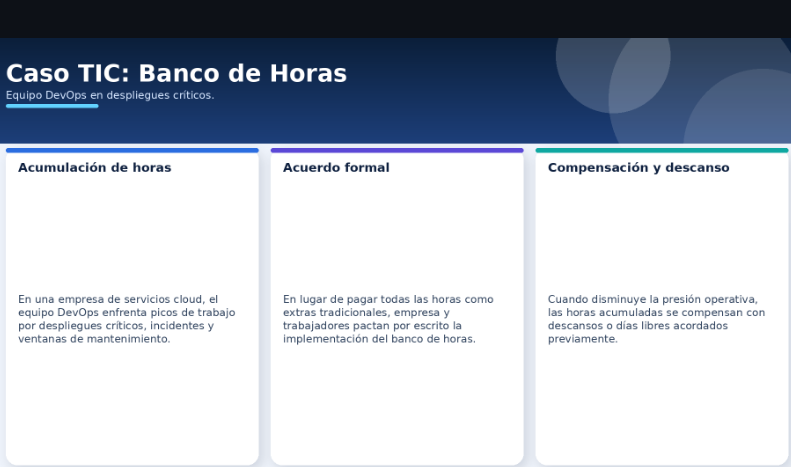 Caso TIC: Banco de Horas
Equipo DevOps en despliegues críticos.
Acumulación de horas
En una empresa de servicios cloud, el
equipo DevOps enfrenta picos de trabajo
por despliegues críticos, incidentes y
ventanas de mantenimiento.
Acuerdo formal
En lugar de pagar todas las horas como
extras tradicionales, empresa y
trabajadores pactan por escrito la
implementación del banco de horas.
Compensación y descanso
Cuando disminuye la presión operativa,
las horas acumuladas se compensan con
descansos o días libres acordados
previamente.